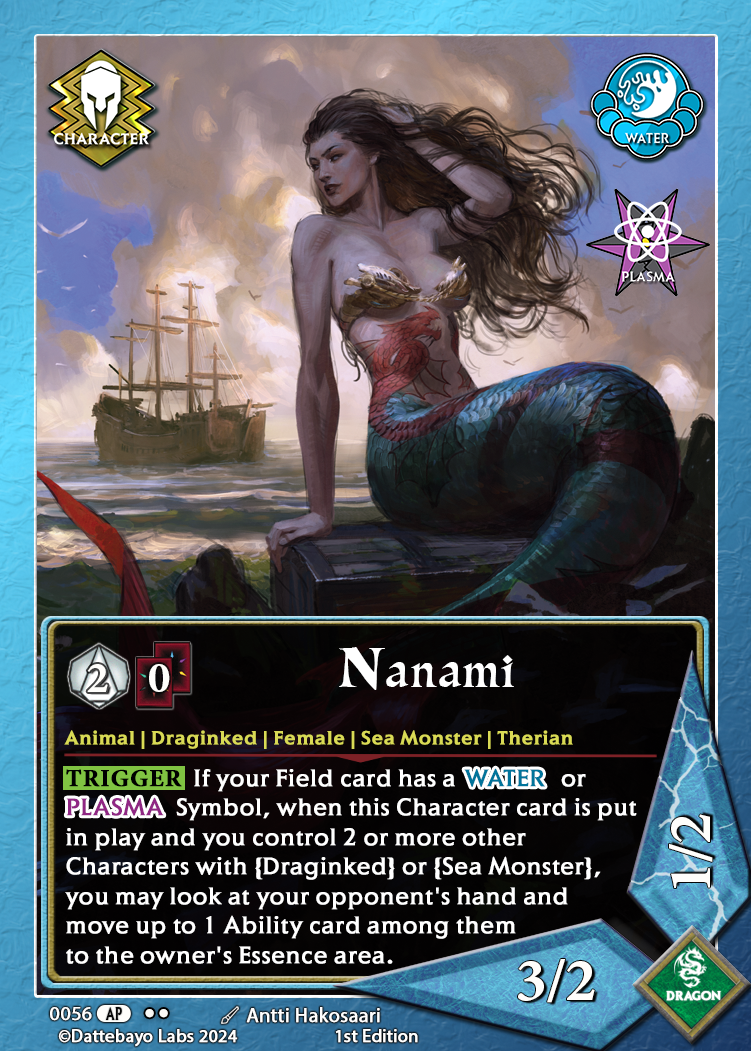 CHARACTER
WATER
PLASMA
2 0 Nanami
Animal | Draginked | Female | Sea Monster | Therian
TRIGGER If your Field card has a WATER or
PLASMA Symbol, when this Character card is put
in play and you control 2 or more other
Characters with {Draginked} or {Sea Monster},
you may look at your opponent's hand and
move up to 1 Ability card among them
to the owner's Essence area.
1/2
3/2
DRAGON
0056 AP Antti Hakosaari
©Dattebayo Labs 2024 1st Edition